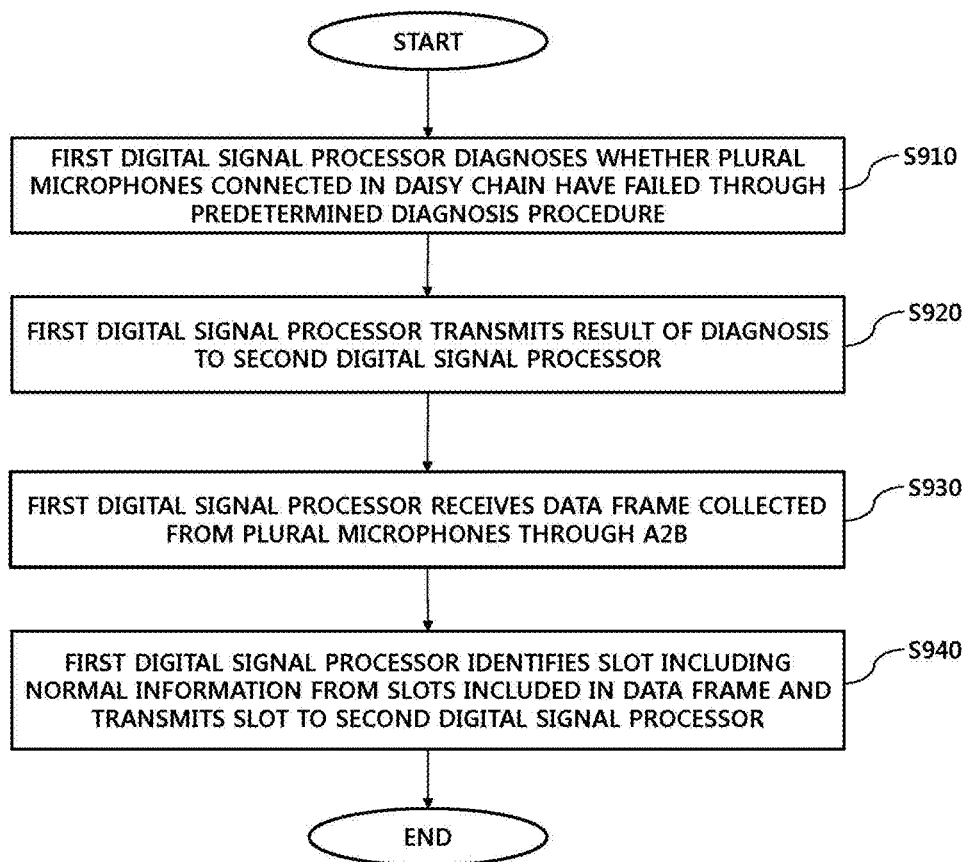 START
FIRST DIGITAL SIGNAL PROCESSOR DIAGNOSES WHETHER PLURAL
MICROPHONES CONNECTED IN DAISY CHAIN HAVE FAILED THROUGH
PREDETERMINED DIAGNOSIS PROCEDURE
S910
FIRST DIGITAL SIGNAL PROCESSOR TRANSMITS RESULT OF DIAGNOSIS
TO SECOND DIGITAL SIGNAL PROCESSOR
S920
FIRST DIGITAL SIGNAL PROCESSOR RECEIVES DATA FRAME COLLECTED
FROM PLURAL MICROPHONES THROUGH A2B
S930
FIRST DIGITAL SIGNAL PROCESSOR IDENTIFIES SLOT INCLUDING
NORMAL INFORMATION FROM SLOTS INCLUDED IN DATA FRAME AND
TRANSMITS SLOT TO SECOND DIGITAL SIGNAL PROCESSOR
S940
END